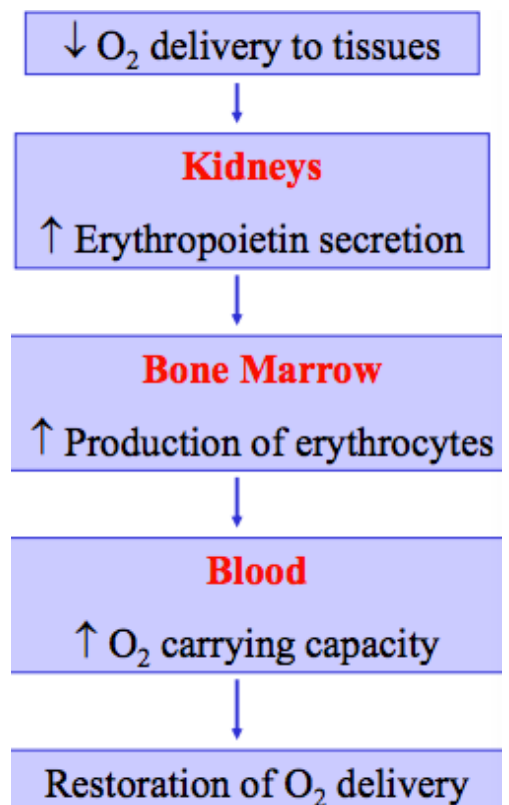 ↓ O₂ delivery to tissues
Kidneys
↑ Erythropoietin secretion
Bone Marrow
↑ Production of erythrocytes
Blood
↑ O₂ carrying capacity
Restoration of O₂ delivery